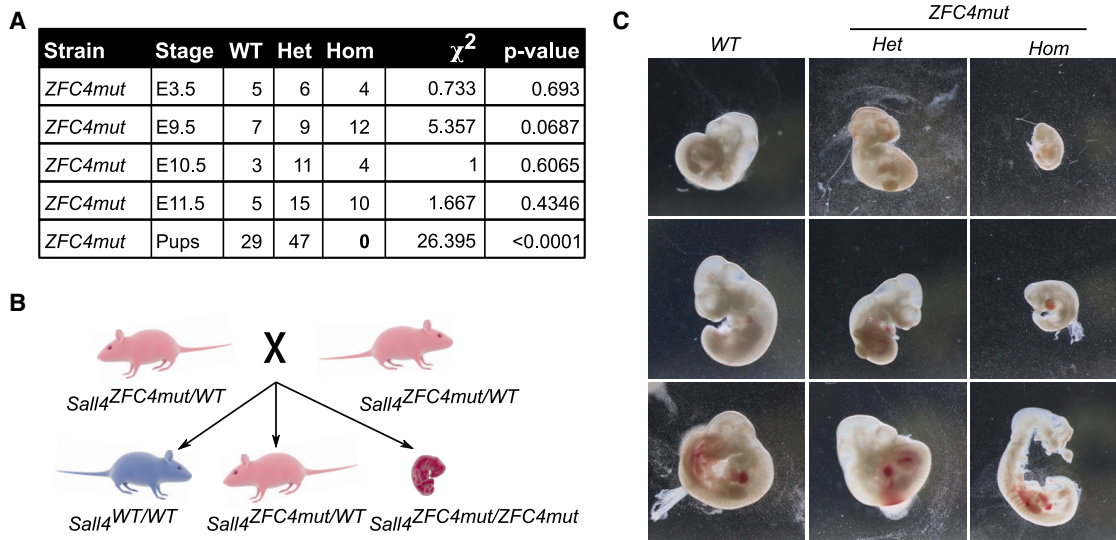 A
Strain Stage WT Het Hom χ2 p-value
ZFC4mut E3.5 5 6 4 0.733 0.693
ZFC4mut E9.5 7 9 12 5.357 0.0687
ZFC4mut E10.5 3 11 4 1 0.6065
ZFC4mut E11.5 5 15 10 1.667 0.4346
ZFC4mut Pups 29 47 0 26.395 <0.0001
B
X
Sall4ZFC4mut/WT Sall4ZFC4mut/WT
Sall4WT/WT Sall4ZFC4mut/WT Sall4ZFC4mut/ZFC4mut
C
ZFC4mut
WT Het Hom